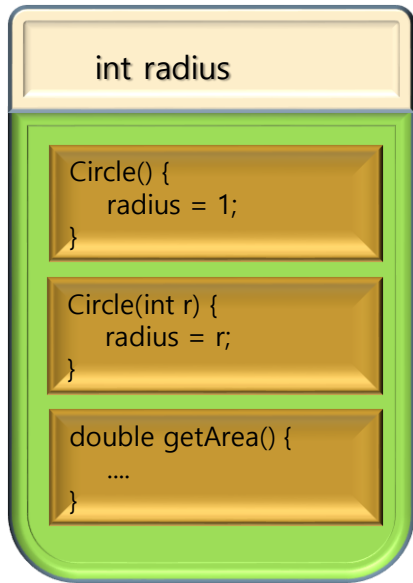 int radius
Circle() {
radius = 1;
}
Circle(int r) {
radius = r;
}
double getArea() {
....
}